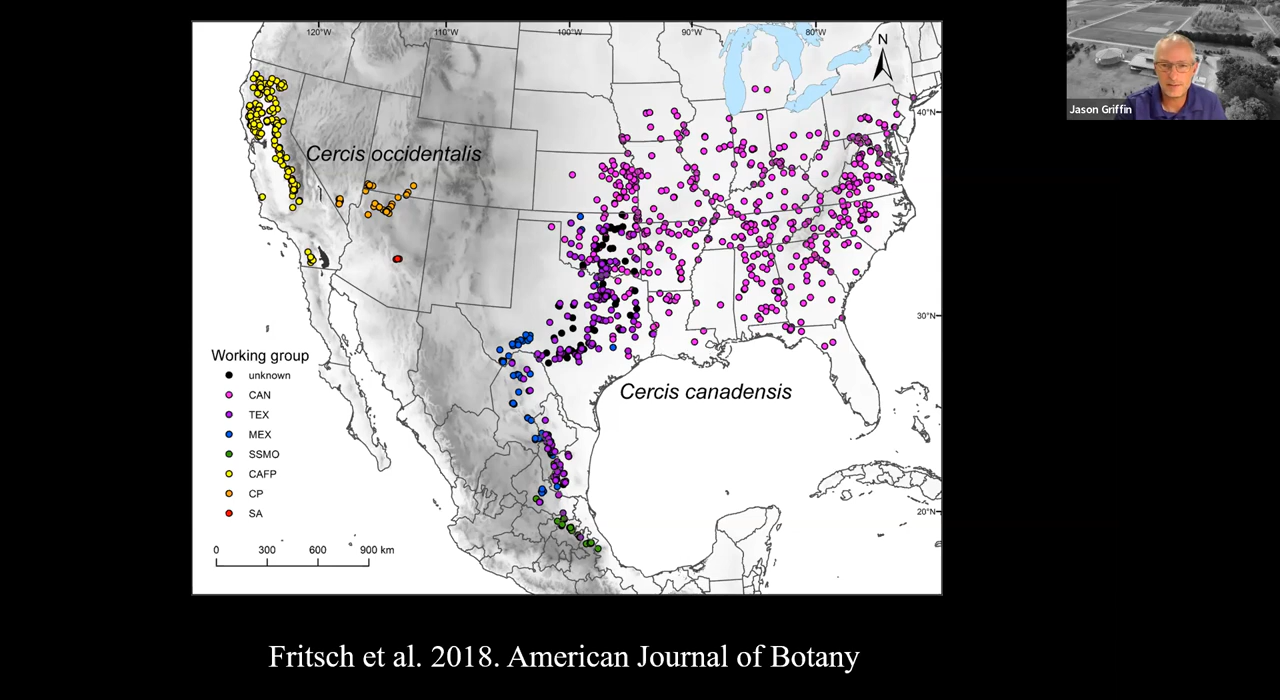 120°W 110°W 100°W 90°W 80°W
N
Jason Griffin
40°N
Cercis occidentalis
30°N
Working group
unknown
Cercis canadensis
CAN
TEX
MEX
SSMO
CAFP
CP
20°N
SA
0 300 600 900 km
Fritsch et al. 2018. American Journal of Botany